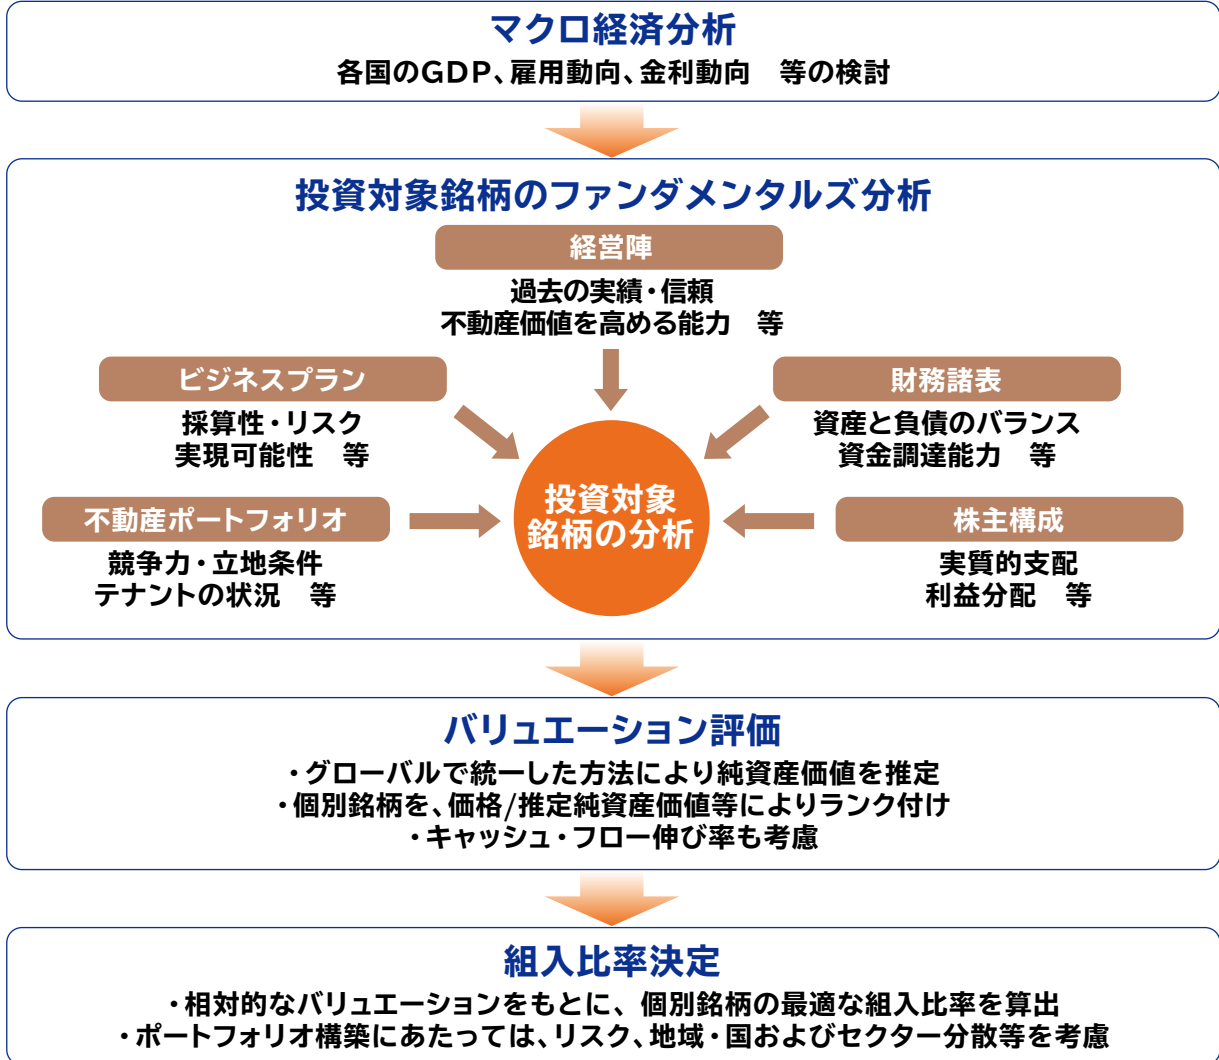 マクロ経済分析
各国のGDP、雇用動向、金利動向　等の検討
投資対象銘柄のファンダメンタルズ分析
経営陣
過去の実績・信頼
不動産価値を高める能力　等
ビジネスプラン
採算性・リスク
実現可能性　等
財務諸表
資産と負債のバランス
資金調達能力　等
不動産ポートフォリオ
競争力・立地条件
テナントの状況　等
投資対象
銘柄の分析
株主構成
実質的支配
利益分配　等
バリュエーション評価
・グローバルで統一した方法により純資産価値を推定
・個別銘柄を、価格/推定純資産価値等によりランク付け
・キャッシュ・フロー伸び率も考慮
組入比率決定
・相対的なバリュエーションをもとに、個別銘柄の最適な組入比率を算出
・ポートフォリオ構築にあたっては、リスク、地域・国およびセクター分散等を考慮